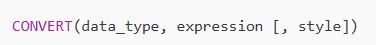 CONVERT(data_type, expression [, style])